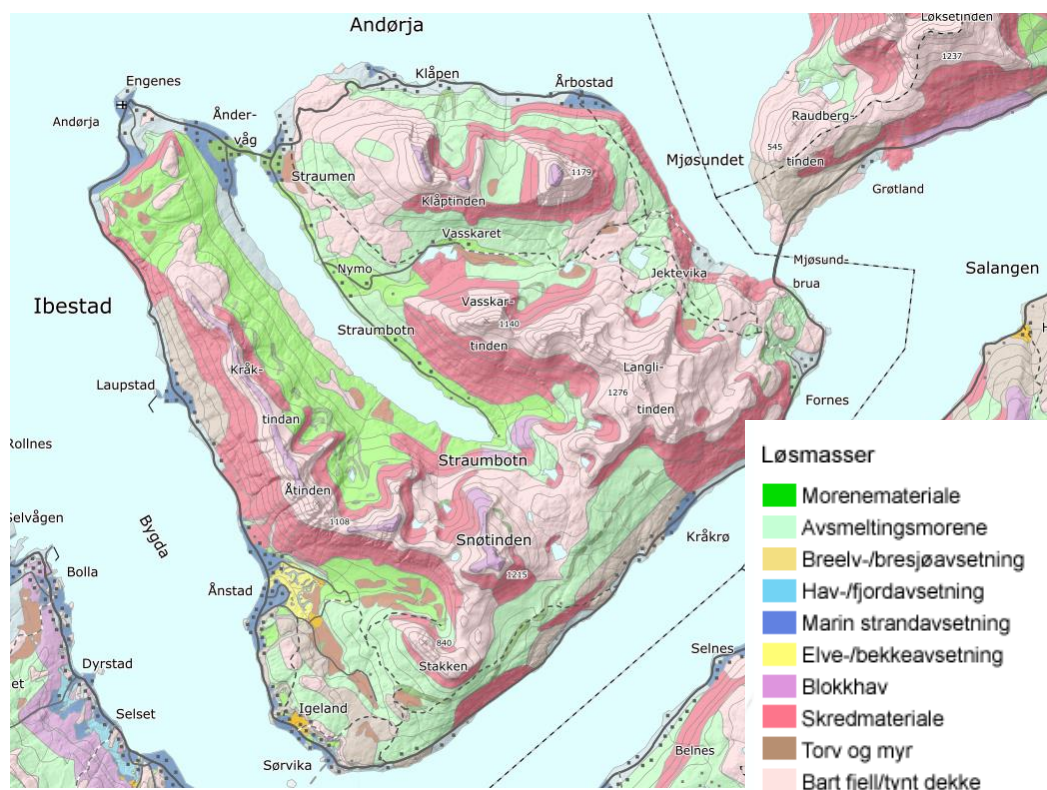 Andørja
Løksetinden
1237
Engenes
Klåpen
Årbostad
Andørja
Ånder-
våg
Raudberg-
545
tinden
Mjøsundet
Straumen
1179
Grøtland
Klåptinden
Vasskaret
Nymo
Jektevika
Mjøsund-
brua
Salangen
Ibestad
Vasskar-
1140
tinden
Straumbotn
Langli-
1276
tinden
Kråk-
tindan
Laupstad
Fornes
Rollnes
Straumbotn
Åtinden
1108
Selvågen
Bygda
Snøtinden
Kråkrø
Bolla
1215
Ånstad
840
Stakken
Selnes
Dyrstad
et
Selset
Igeland
Sørvika
Belnes
Løsmasser
Morenemateriale
Avsmeltingsmorene
Breelv-/bresjøavsetning
Hav-/fjordavsetning
Marin strandavsetning
Elve-/bekkeavsetning
Blokkhav
Skredmateriale
Torv og myr
Bart fjell/tynt dekke